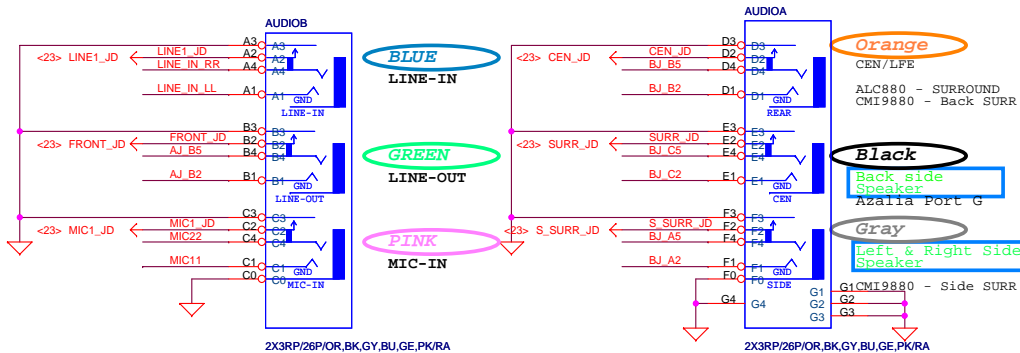 AUDIOB
A3
A3
<23> LINE1_JD
LINE1_JD
A2
A2
LINE_IN_RR
A4
A4
LINE_IN_LL
A1
A1
GND
LINE-IN
BLUE
LINE-IN
B3
B3
<23> FRONT_JD
FRONT_JD
B2
B2
AJ_B5
B4
B4
AJ_B2
B1
B1
GND
LINE-OUT
GREEN
LINE-OUT
C3
C3
<23> MIC1_JD
MIC1_JD
C2
C2
MIC22
C4
C4
MIC11
C1
C1
C0
C0
GND
MIC-IN
PINK
MIC-IN
2X3RP/26P/OR,BK,GY,BU,GE,PK/RA
AUDIOA
D3
D3
<23> CEN_JD
CEN_JD
D2
D2
BJ_B5
D4
D4
BJ_B2
D1
D1
GND
REAR
Orange
CEN/LFE
ALC880 - SURROUND
CMI9880 - Back SURR
E3
E3
<23> SURR_JD
SURR_JD
E2
E2
BJ_C5
E4
E4
BJ_C2
E1
E1
GND
CEN
Black
Back side
Speaker
Azalia Port G
F3
F3
<23> S_SURR_JD
S_SURR_JD
F2
F2
BJ_A5
F4
F4
BJ_A2
F1
F1
F0
F0
GND
SIDE
Gray
Left & Right Side
Speaker
CMI9880 - Side SURR
G4
G4
G1
G1
G2
G2
G3
G3
2X3RP/26P/OR,BK,GY,BU,GE,PK/RA